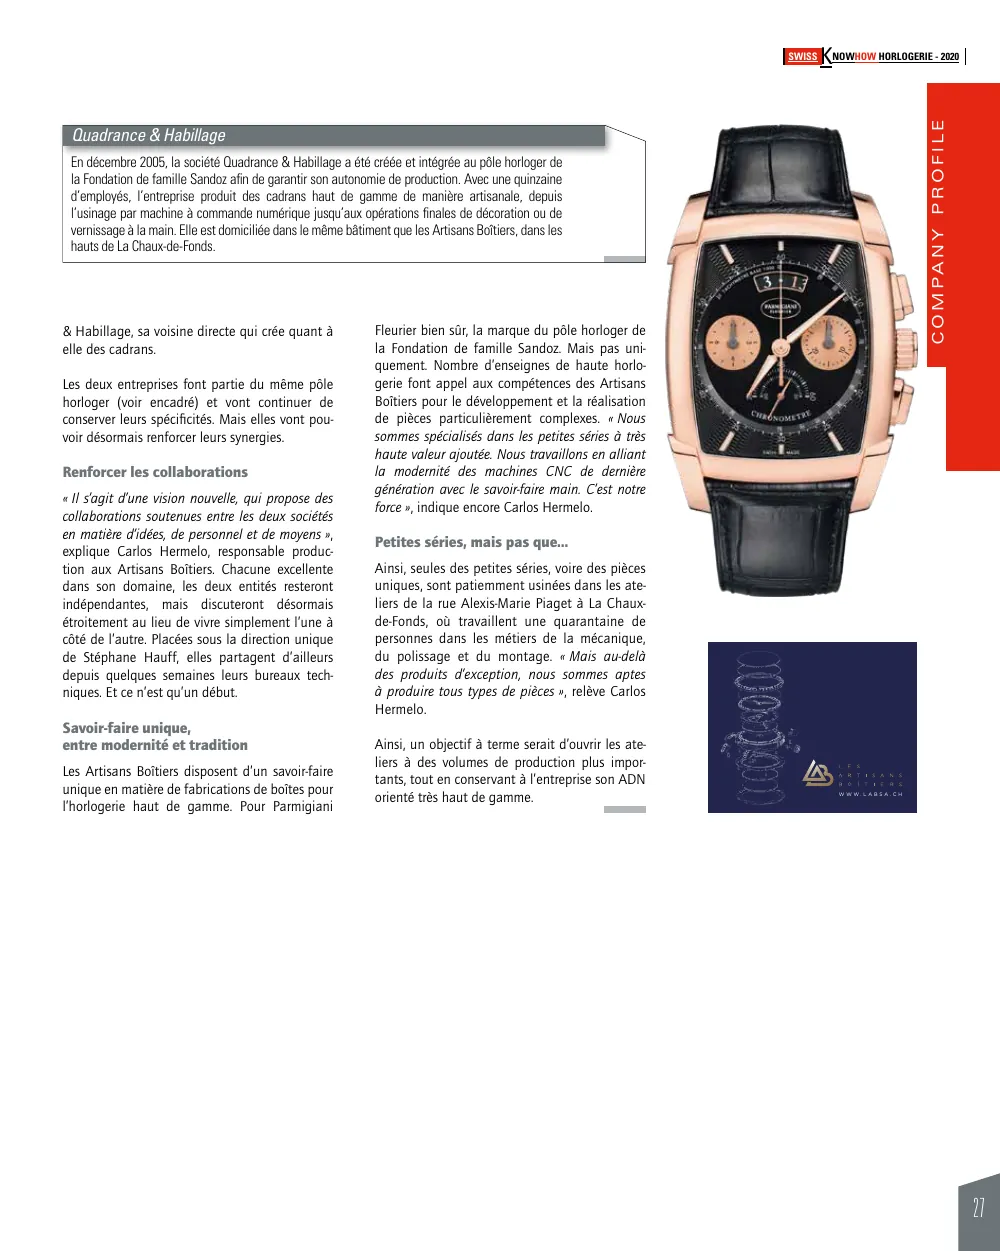 SWISS KNOWHOW HORLOGERIE - 2020
COMPANY PROFILE
Quadrance & Habillage
En décembre 2005, la société Quadrance & Habillage a été créée et intégrée au pôle horloger de
la Fondation de famille Sandoz afin de garantir son autonomie de production. Avec une quinzaine
d’employés, l’entreprise produit des cadrans haut de gamme de manière artisanale, depuis
l’usinage par machine à commande numérique jusqu’aux opérations finales de décoration ou de
vernissage à la main. Elle est domiciliée dans le même bâtiment que les Artisans Boîtiers, dans les
hauts de La Chaux-de-Fonds.
& Habillage, sa voisine directe qui crée quant à
elle des cadrans.
Les deux entreprises font partie du même pôle
horloger (voir encadré) et vont continuer de
conserver leurs spécificités. Mais elles vont pou-
voir désormais renforcer leurs synergies.
Renforcer les collaborations
« Il s’agit d’une vision nouvelle, qui propose des
collaborations soutenues entre les deux sociétés
en matière d’idées, de personnel et de moyens »,
explique Carlos Hermelo, responsable produc-
tion aux Artisans Boîtiers. Chacune excellente
dans son domaine, les deux entités resteront
indépendantes, mais discuteront désormais
étroitement au lieu de vivre simplement l’une à
côté de l’autre. Placées sous la direction unique
de Stéphane Hauff, elles partagent d’ailleurs
depuis quelques semaines leurs bureaux tech-
niques. Et ce n’est qu’un début.
Savoir-faire unique,
entre modernité et tradition
Les Artisans Boîtiers disposent d’un savoir-faire
unique en matière de fabrications de boîtes pour
l’horlogerie haut de gamme. Pour Parmigiani
Fleurier bien sûr, la marque du pôle horloger de
la Fondation de famille Sandoz. Mais pas uni-
quement. Nombre d’enseignes de haute horlo-
gerie font appel aux compétences des Artisans
Boîtiers pour le développement et la réalisation
de pièces particulièrement complexes. « Nous
sommes spécialisés dans les petites séries à très
haute valeur ajoutée. Nous travaillons en alliant
la modernité des machines CNC de dernière
génération avec le savoir-faire main. C’est notre
force », indique encore Carlos Hermelo.
Petites séries, mais pas que...
Ainsi, seules des petites séries, voire des pièces
uniques, sont patiemment usinées dans les ate-
liers de la rue Alexis-Marie Piaget à La Chaux-
de-Fonds, où travaillent une quarantaine de
personnes dans les métiers de la mécanique,
du polissage et du montage. « Mais au-delà
des produits d’exception, nous sommes aptes
à produire tous types de pièces », relève Carlos
Hermelo.
Ainsi, un objectif à terme serait d’ouvrir les ate-
liers à des volumes de production plus impor-
tants, tout en conservant à l’entreprise son ADN
orienté très haut de gamme.
TACHYMETRE BASE 1000
60
3 1
PARMIGIANI
FLEURIER
CHRONOMETRE
SWISS MADE
LES
ARTISANS
BOÎTIERS
WWW.LABSA.CH
27